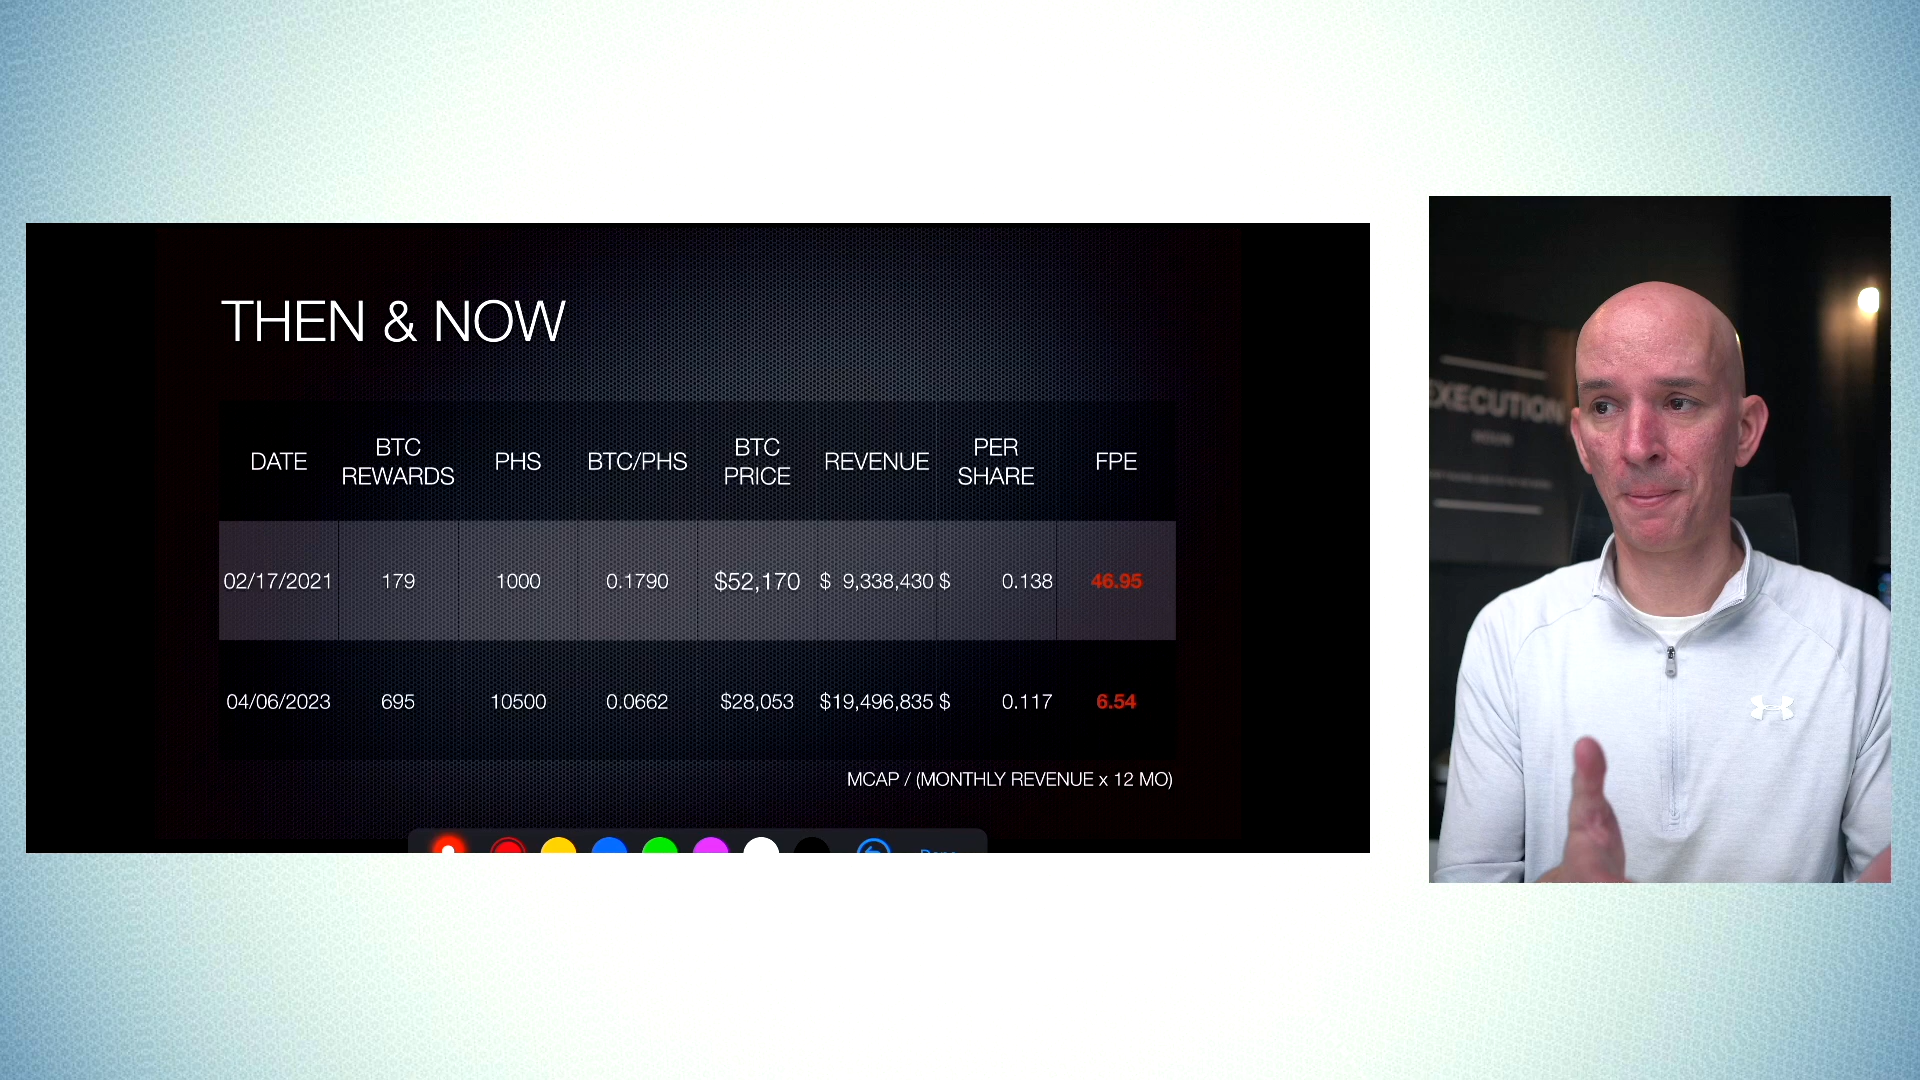 THEN & NOW
DATE BTC REWARDS PHS BTC/PHS BTC PRICE REVENUE PER SHARE FPE
02/17/2021 179 1000 0.1790 $52,170 $ 9,338,430 $ 0.138 46.95
04/06/2023 695 10500 0.0662 $28,053 $19,496,835 $ 0.117 6.54
MCAP / (MONTHLY REVENUE x 12 MO)
EXECUTION